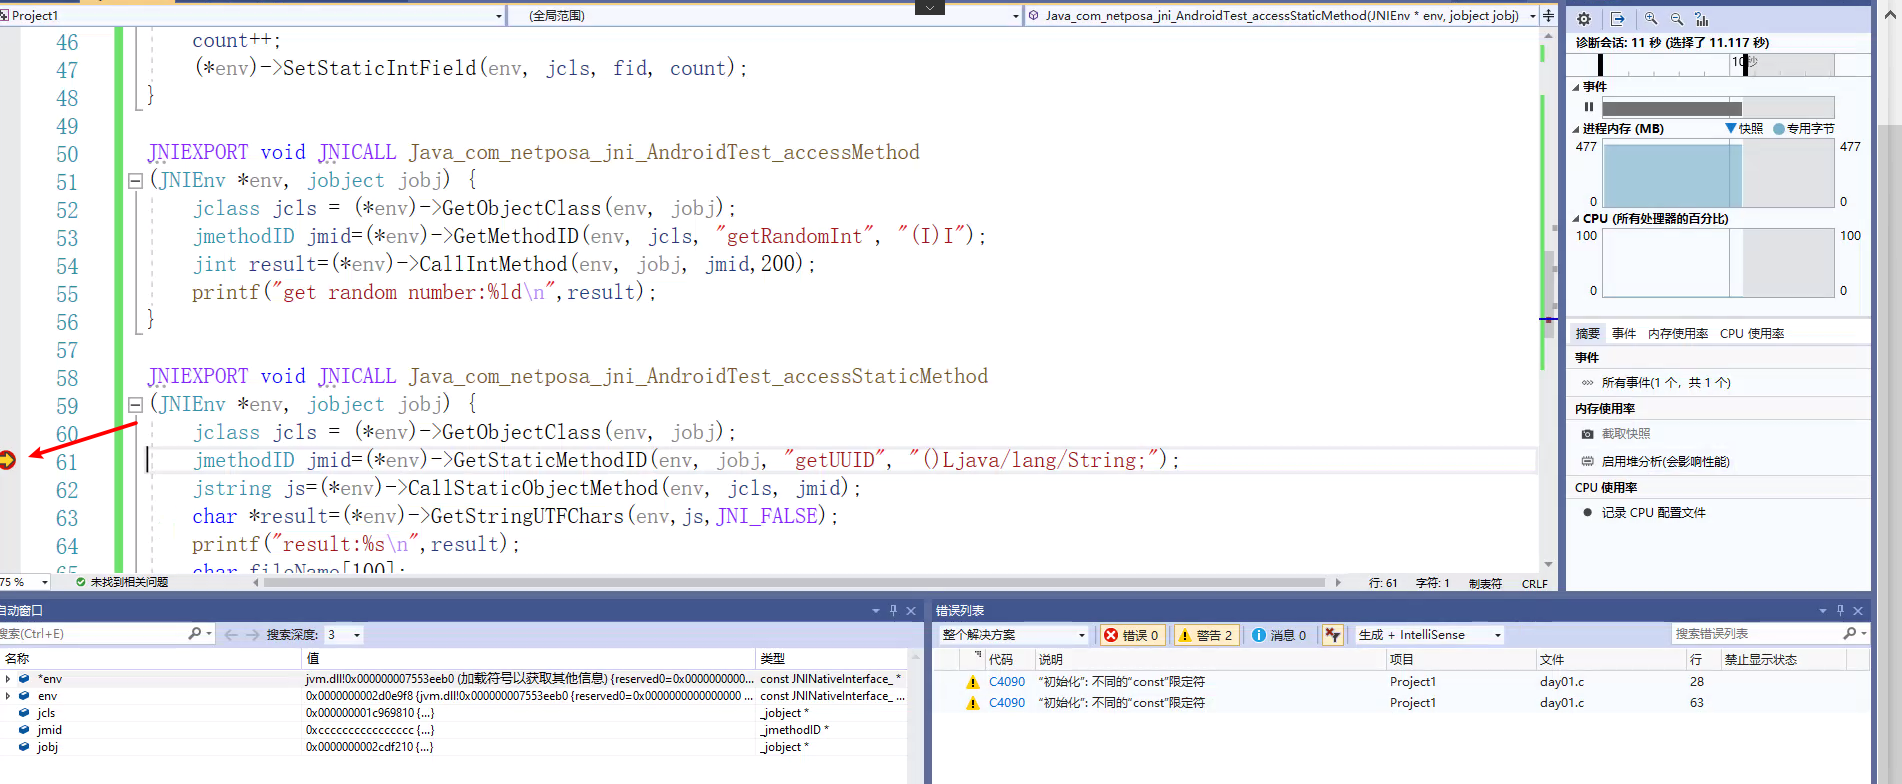 Project1
(全局范围)
Java_com_netposa_jni_AndroidTest_accessStaticMethod(JNIEnv * env, jobject jobj)
46 count++;
47 (*env)->SetStaticIntField(env, jcls, fid, count);
48 }
49
50 JNIEXPORT void JNICALL Java_com_netposa_jni_AndroidTest_accessMethod
51 (JNIEnv *env, jobject jobj) {
52 jclass jcls = (*env)->GetObjectClass(env, jobj);
53 jmethodID jmid=(*env)->GetMethodID(env, jcls, "getRandomInt", "(I)I");
54 jint result=(*env)->CallIntMethod(env, jobj, jmid,200);
55 printf("get random number:%ld\n",result);
56 }
57
58 JNIEXPORT void JNICALL Java_com_netposa_jni_AndroidTest_accessStaticMethod
59 (JNIEnv *env, jobject jobj) {
60 jclass jcls = (*env)->GetObjectClass(env, jobj);
61 jmethodID jmid=(*env)->GetStaticMethodID(env, jobj, "getUUID", "()Ljava/lang/String;");
62 jstring js=(*env)->CallStaticObjectMethod(env, jcls, jmid);
63 char *result=(*env)->GetStringUTFChars(env,js,JNI_FALSE);
64 printf("result:%s\n",result);
65 char fileName[100];
75 %
未找到相关问题
行: 61 字符: 1 制表符 CRLF
诊断会话: 11 秒 (选择了 11.117 秒)
10秒
事件
进程内存 (MB) 快照 专用字节
477 477
0 0
CPU (所有处理器的百分比)
100 100
0 0
摘要 事件 内存使用率 CPU 使用率
事件
所有事件(1 个，共 1 个)
内存使用率
截取快照
启用堆分析(会影响性能)
CPU 使用率
记录 CPU 配置文件
自动窗口
搜索(Ctrl+E) 搜索深度: 3
名称 值 类型
*env jvm.dll!0x000000007553eeb0 (加载符号以获取其他信息) {reserved0=0x0000000000... const JNINativeInterface_ *
env 0x0000000002d0e9f8 {jvm.dll!0x000000007553eeb0 {reserved0=0x0000000000000000 ... const JNINativeInterface_ ...
jcls 0x000000001c969810 {...} _jobject *
jmid 0xcccccccccccccccc {...} _jmethodID *
jobj 0x0000000002cdf210 {...} _jobject *
错误列表
整个解决方案 错误 0 警告 2 消息 0 生成 + IntelliSense 搜索错误列表
代码 说明 项目 文件 行 禁止显示状态
C4090 “初始化”: 不同的“const”限定符 Project1 day01.c 28
C4090 “初始化”: 不同的“const”限定符 Project1 day01.c 63